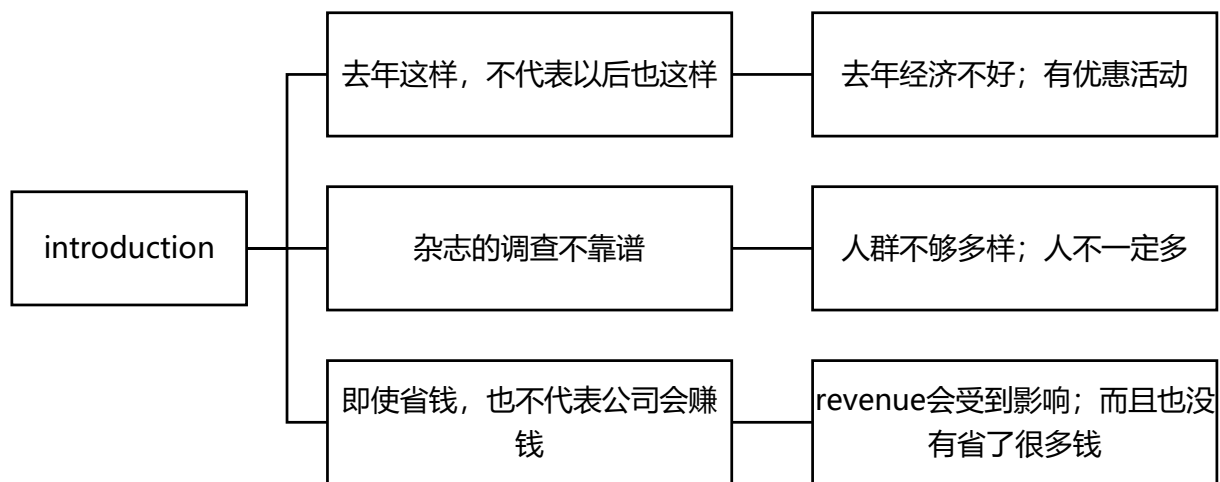 introduction
去年这样，不代表以后也这样
去年经济不好；有优惠活动
杂志的调查不靠谱
人群不够多样；人不一定多
即使省钱，也不代表公司会赚
钱
revenue会受到影响；而且也没
有省了很多钱